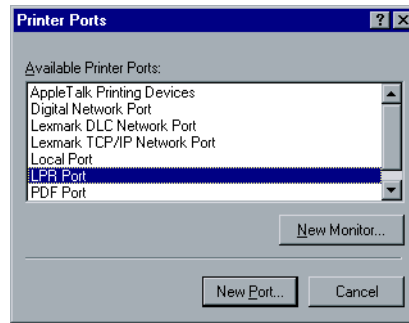 Printer Ports
Available Printer Ports:
AppleTalk Printing Devices
Digital Network Port
Lexmark DLC Network Port
Lexmark TCP/IP Network Port
Local Port
LPR Port
PDF Port
New Monitor...
New Port...
Cancel